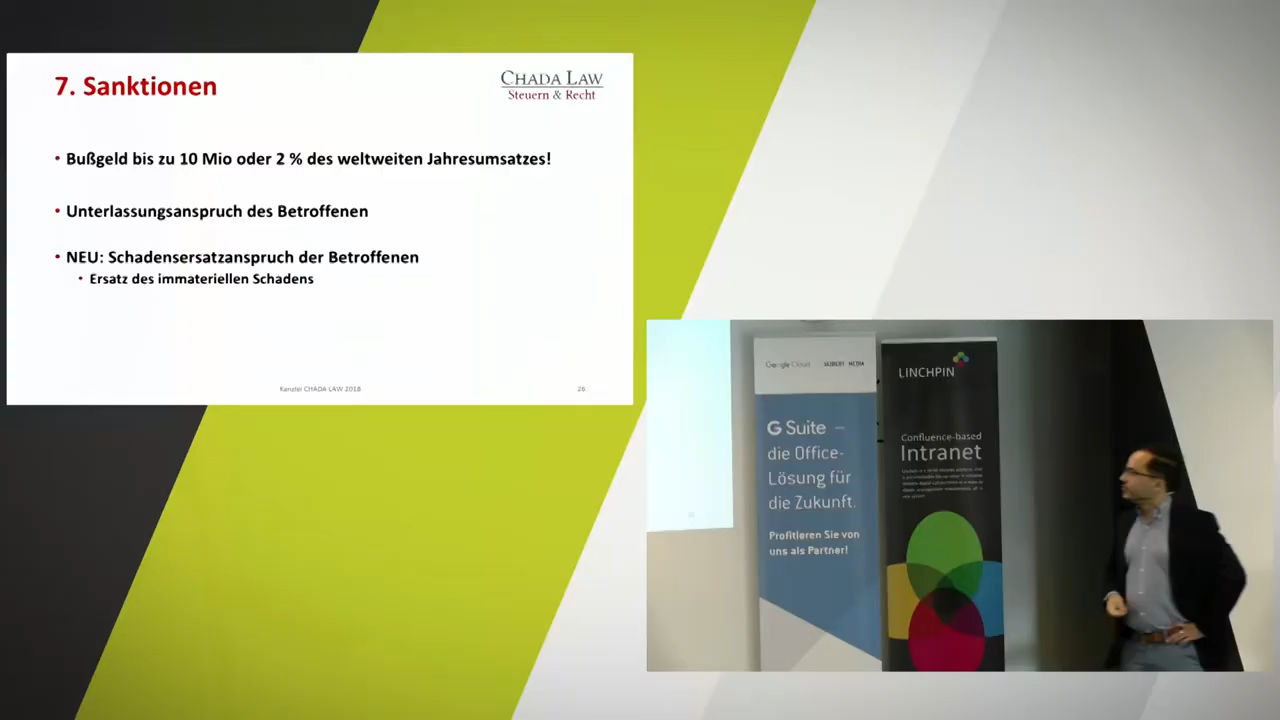 7. Sanktionen
CHADA LAW
Steuern & Recht
• Bußgeld bis zu 10 Mio oder 2 % des weltweiten Jahresumsatzes!
• Unterlassungsanspruch des Betroffenen
• NEU: Schadensersatzanspruch der Betroffenen
• Ersatz des immateriellen Schadens
Kanzlei CHADA LAW 2018
26
Google Cloud
SEIBERT MEDIA
G Suite –
die Office-
Lösung für
die Zukunft.
Profitieren Sie von
uns als Partner!
LINCHPIN
Confluence-based
Intranet